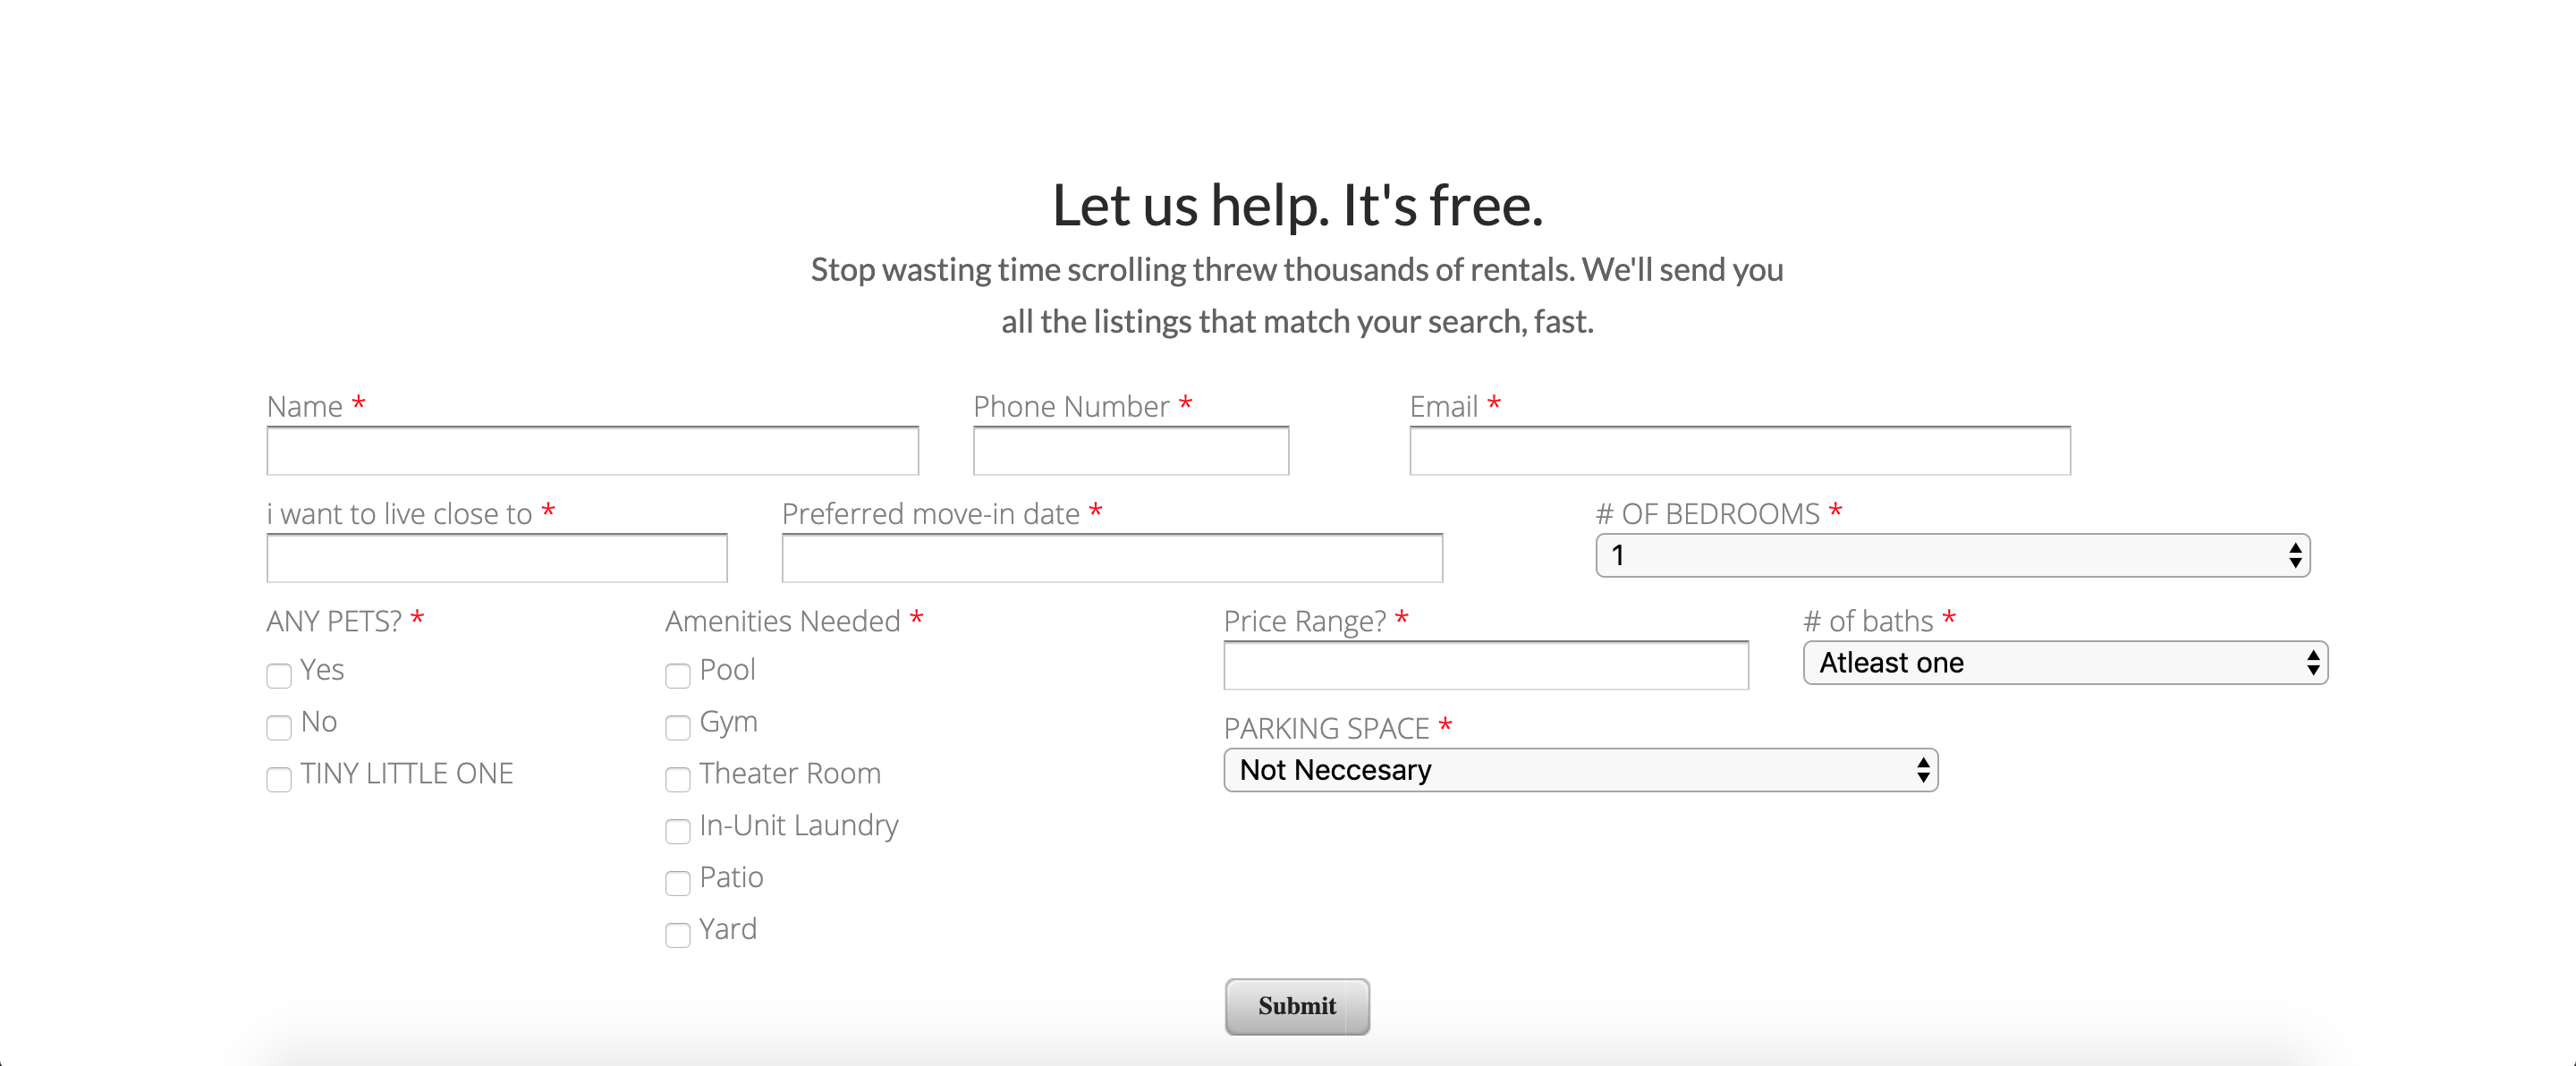 Let us help. It's free.
Stop wasting time scrolling threw thousands of rentals. We'll send you
all the listings that match your search, fast.
Name * Phone Number * Email *
i want to live close to * Preferred move-in date * # OF BEDROOMS *
1
ANY PETS? * Amenities Needed * Price Range? * # of baths *
Yes Pool Atleast one
No Gym PARKING SPACE *
TINY LITTLE ONE Theater Room Not Neccesary
In-Unit Laundry
Patio
Yard
Submit